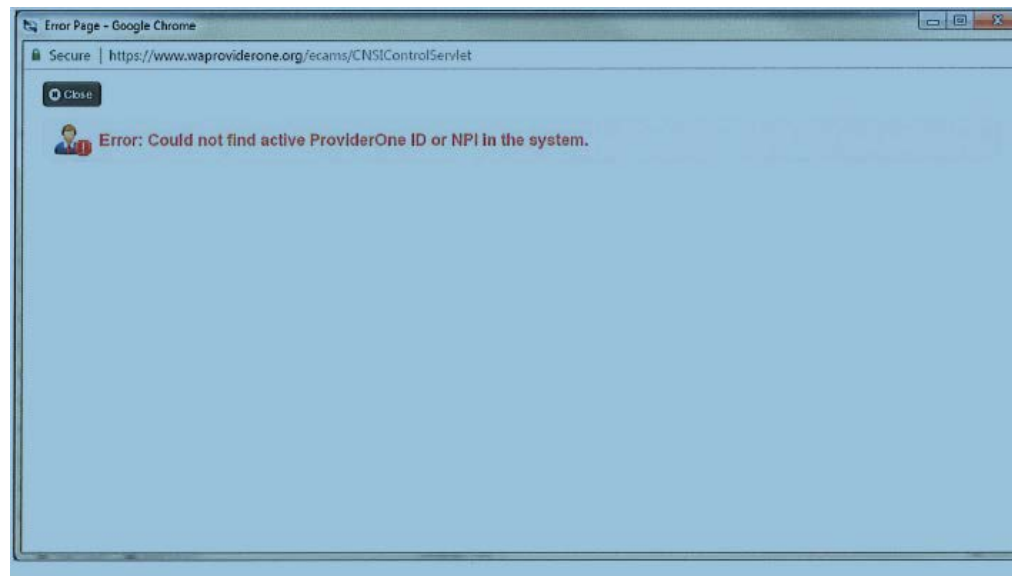 Error Page - Google Chrome
Secure | https://www.waproviderone.org/ecams/CNSIControlServlet
Close
Error: Could not find active ProviderOne ID or NPI in the system.